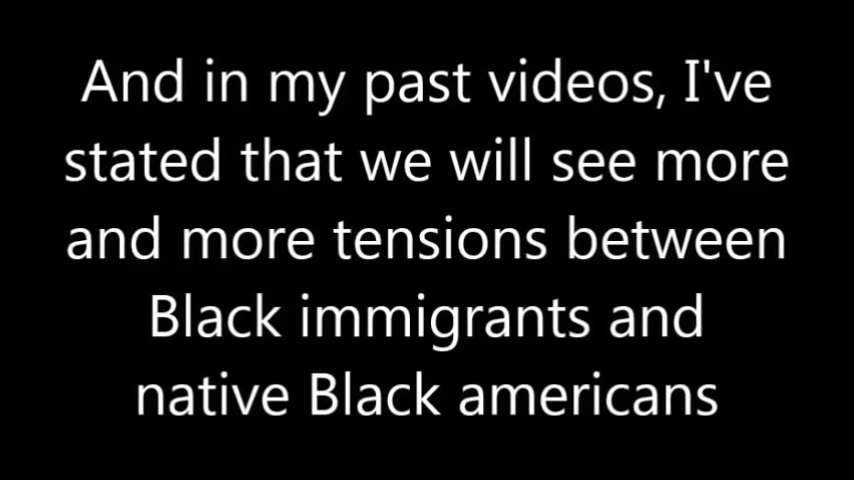 And in my past videos, I've
stated that we will see more
and more tensions between
Black immigrants and
native Black americans